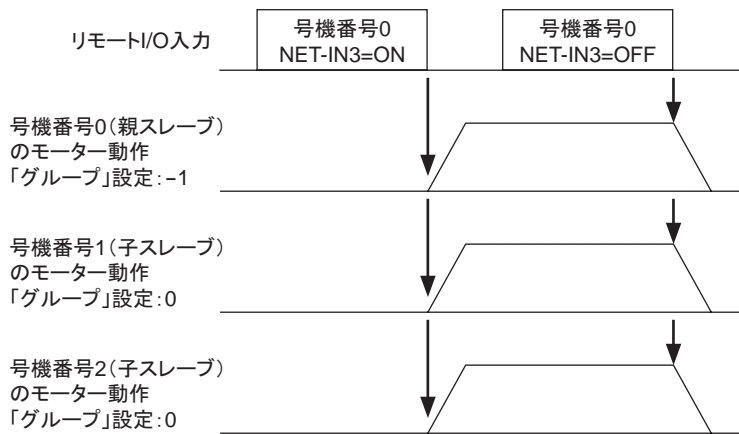 リモートI/O入力
号機番号0
NET-IN3=ON
号機番号0
NET-IN3=OFF
号機番号0（親スレーブ）
のモーター動作
「グループ」設定：−1
号機番号1（子スレーブ）
のモーター動作
「グループ」設定：0
号機番号2（子スレーブ）
のモーター動作
「グループ」設定：0